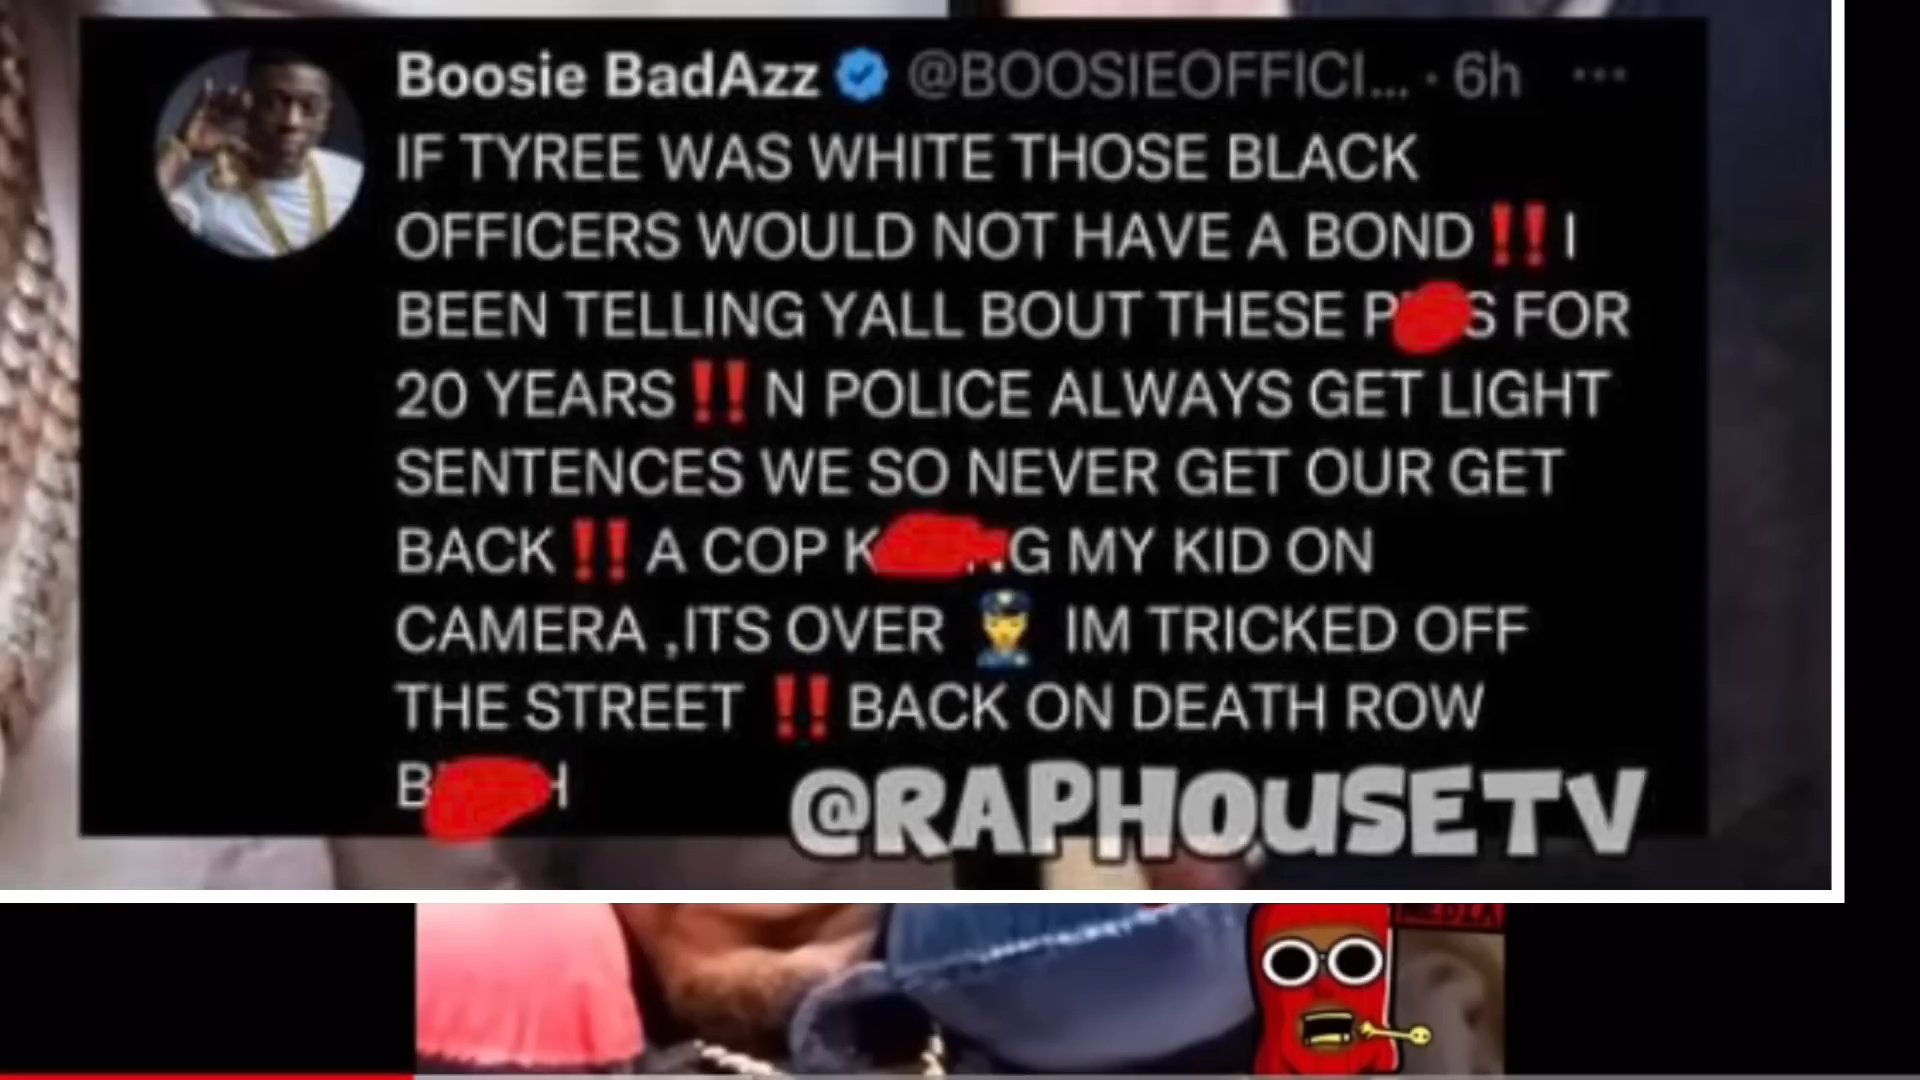 Boosie BadAzz @BOOSIEOFFICI... · 6h ...
IF TYREE WAS WHITE THOSE BLACK
OFFICERS WOULD NOT HAVE A BOND‼️I
BEEN TELLING YALL BOUT THESE P S FOR
20 YEARS‼️N POLICE ALWAYS GET LIGHT
SENTENCES WE SO NEVER GET OUR GET
BACK‼️A COP K G MY KID ON
CAMERA ,ITS OVER 👮 IM TRICKED OFF
THE STREET ‼️BACK ON DEATH ROW
B H
@RAPHOUSETV
MEDIA